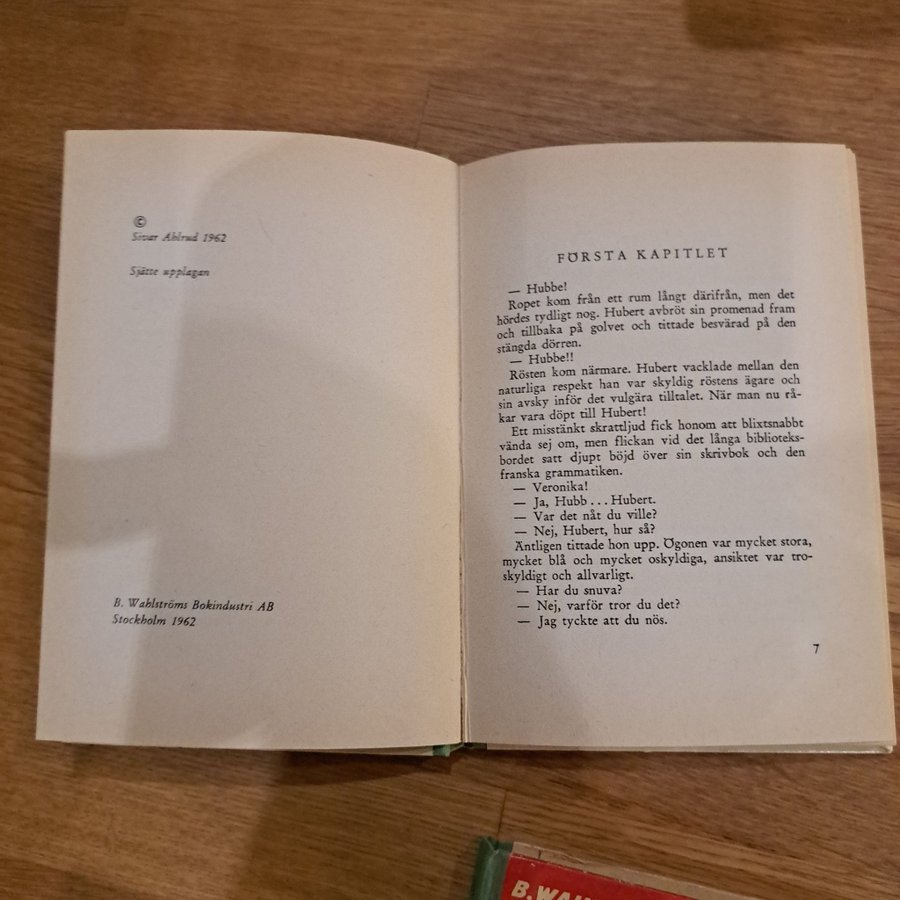 ©
Sivar Ahlrud 1962
Sjätte upplagan
B. Wahlströms Bokindustri AB
Stockholm 1962
FÖRSTA KAPITLET
— Hubbe!
Ropet kom från ett rum långt därifrån, men det
hördes tydligt nog. Hubert avbröt sin promenad fram
och tillbaka på golvet och tittade besvärad på den
stängda dörren.
— Hubbe!!
Rösten kom närmare. Hubert vacklade mellan den
naturliga respekt han var skyldig röstens ägare och
sin avsky inför det vulgära tilltalet. När man nu rå-
kar vara döpt till Hubert!
Ett misstänkt skrattljud fick honom att blixtsnabbt
vända sej om, men flickan vid det långa biblioteks-
bordet satt djupt böjd över sin skrivbok och den
franska grammatiken.
— Veronika!
— Ja, Hubb . . . Hubert.
— Var det nåt du ville?
— Nej, Hubert, hur så?
Äntligen tittade hon upp. Ögonen var mycket stora,
mycket blå och mycket oskyldiga, ansiktet var tro-
skyldigt och allvarligt.
— Har du snuva?
— Nej, varför tror du det?
— Jag tyckte att du nös.
7